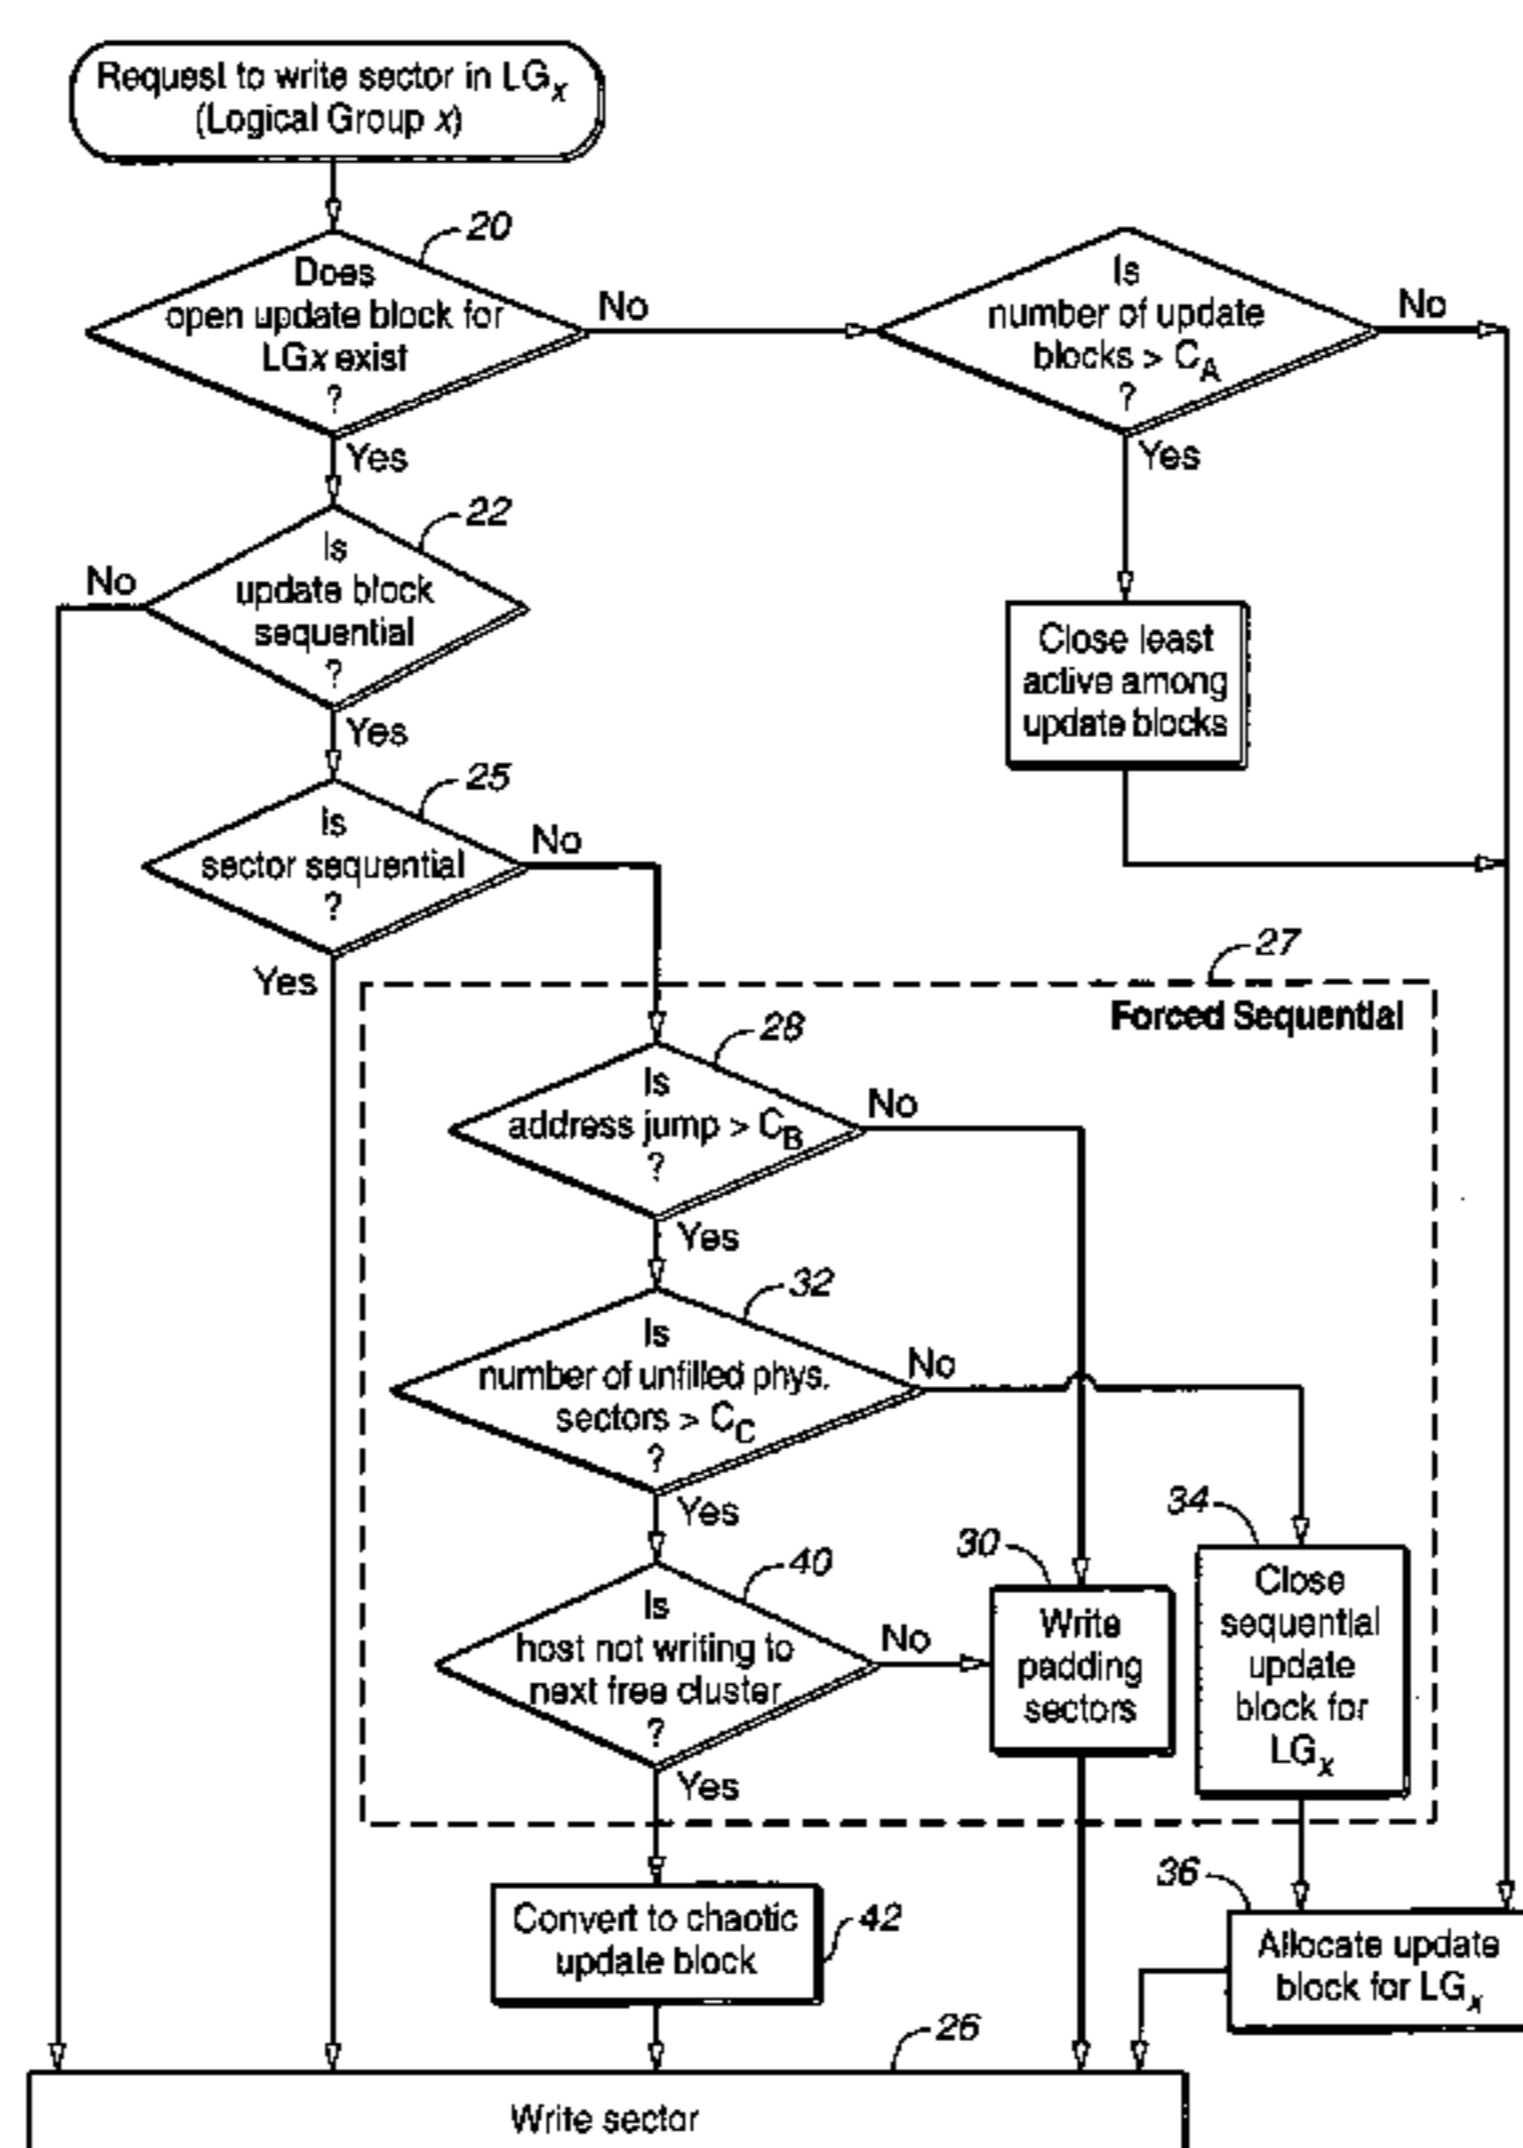 Request to write sector in LGx
(Logical Group x)
20
Does
open update block for
LGx exist
?
No
Yes
Is
number of update
blocks > CA
?
No
Yes
22
Is
update block
sequential
?
No
Yes
Close least
active among
update blocks
25
Is
sector sequential
?
No
Yes
27
Forced Sequential
28
Is
address jump > CB
?
No
Yes
32
Is
number of unfilled phys.
sectors > CC
?
No
Yes
40
Is
host not writing to
next free cluster
?
No
Yes
30
Write
padding
sectors
34
Close
sequential
update
block for
LGx
36
Allocate update
block for LGx
Convert to chaotic
update block
42
26
Write sector